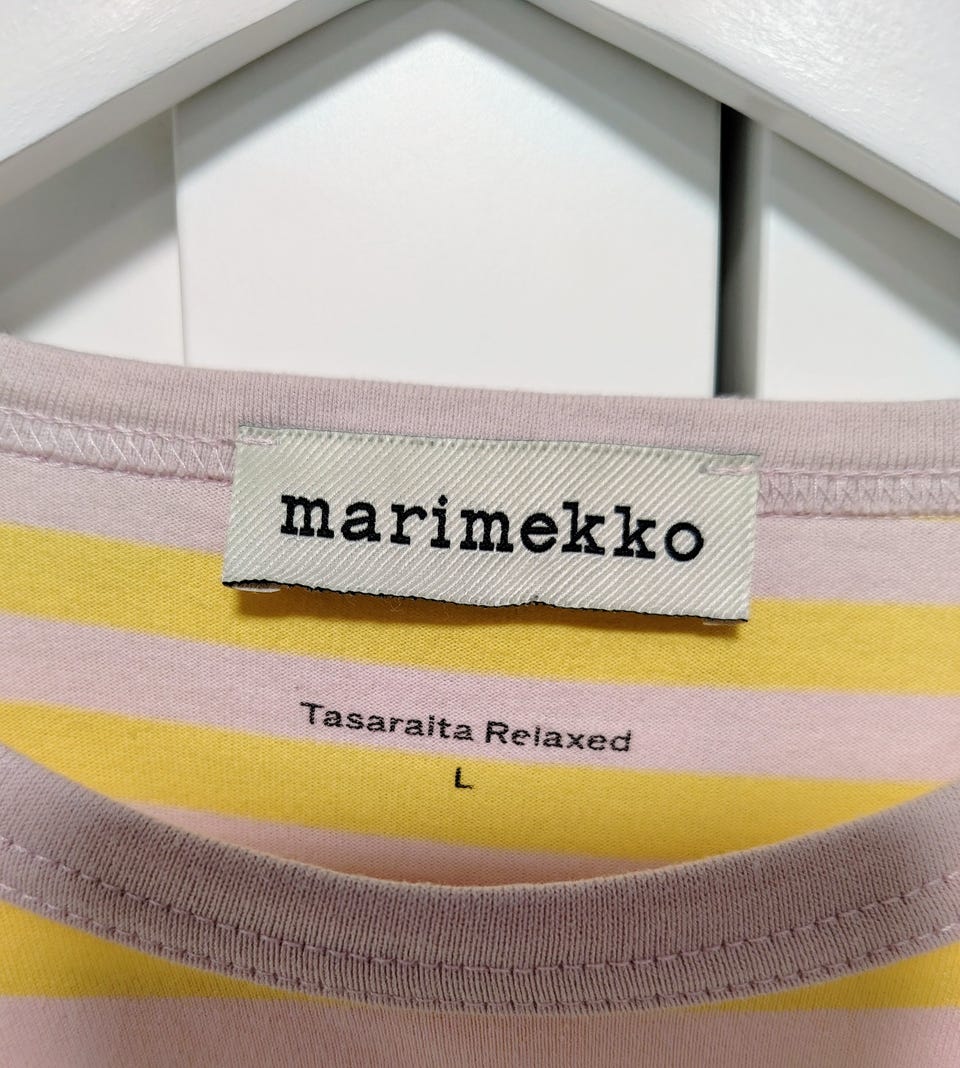 marimekko
Tasaraita Relaxed
L